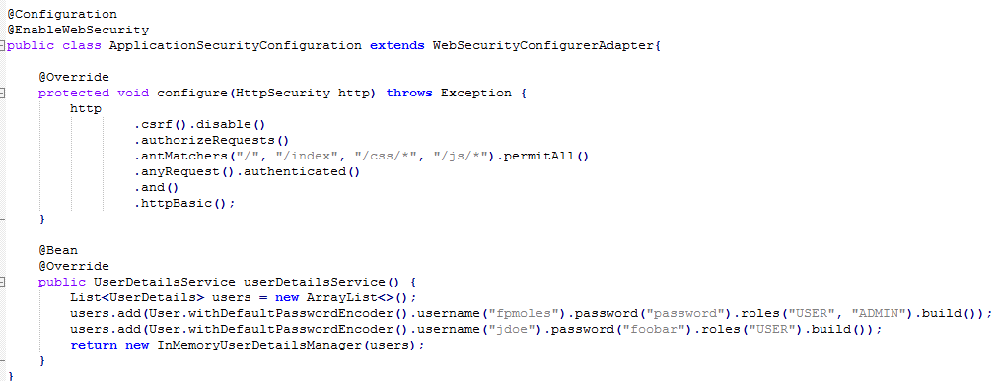 @Configuration
@EnableWebSecurity
public class ApplicationSecurityConfiguration extends WebSecurityConfigurerAdapter{
@Override
protected void configure(HttpSecurity http) throws Exception {
http
.csrf().disable()
.authorizeRequests()
.antMatchers("/", "/index", "/css/*", "/js/*").permitAll()
.anyRequest().authenticated()
.and()
.httpBasic();
}
@Bean
@Override
public UserDetailsService userDetailsService() {
List<UserDetails> users = new ArrayList<>();
users.add(User.withDefaultPasswordEncoder().username("fpmoles").password("password").roles("USER", "ADMIN").build());
users.add(User.withDefaultPasswordEncoder().username("jdoe").password("foobar").roles("USER").build());
return new InMemoryUserDetailsManager(users);
}
}